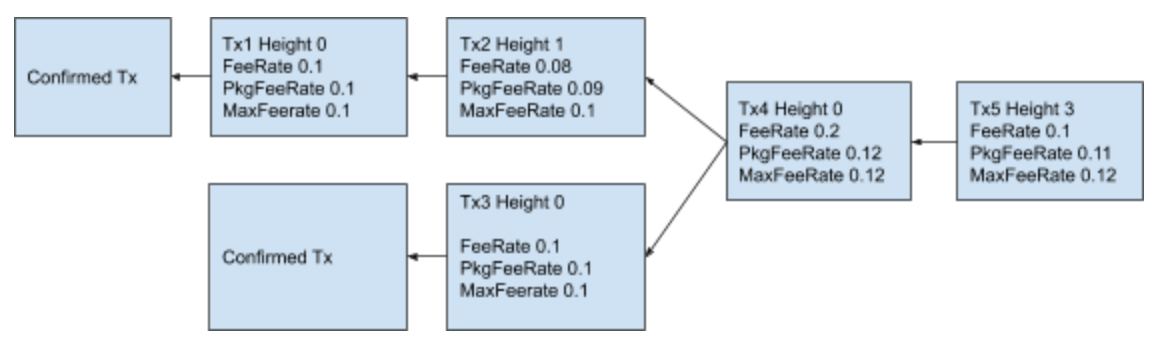 Confirmed Tx
Tx1 Height 0
FeeRate 0.1
PkgFeeRate 0.1
MaxFeerate 0.1
Tx2 Height 1
FeeRate 0.08
PkgFeeRate 0.09
MaxFeeRate 0.1
Tx4 Height 0
FeeRate 0.2
PkgFeeRate 0.12
MaxFeeRate 0.12
Tx5 Height 3
FeeRate 0.1
PkgFeeRate 0.11
MaxFeeRate 0.12
Confirmed Tx
Tx3 Height 0
FeeRate 0.1
PkgFeeRate 0.1
MaxFeerate 0.1